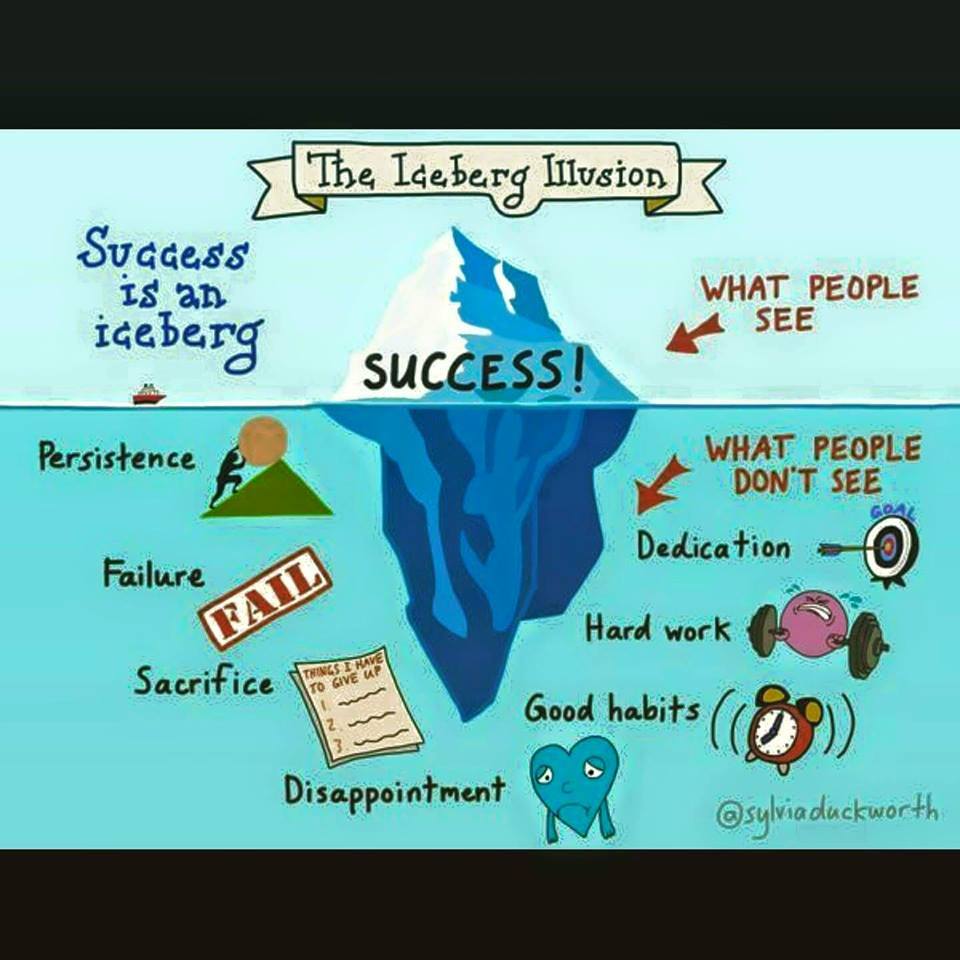 The Iceberg Illusion
Success
is an
iceberg
WHAT PEOPLE
SEE
SUCCESS!
WHAT PEOPLE
DON'T SEE
Persistence
Failure
FAIL
Sacrifice
THINGS I HAVE
TO GIVE UP
1.
2.
3.
Disappointment
GOAL
Dedication
Hard work
Good habits
@sylviaduckworth